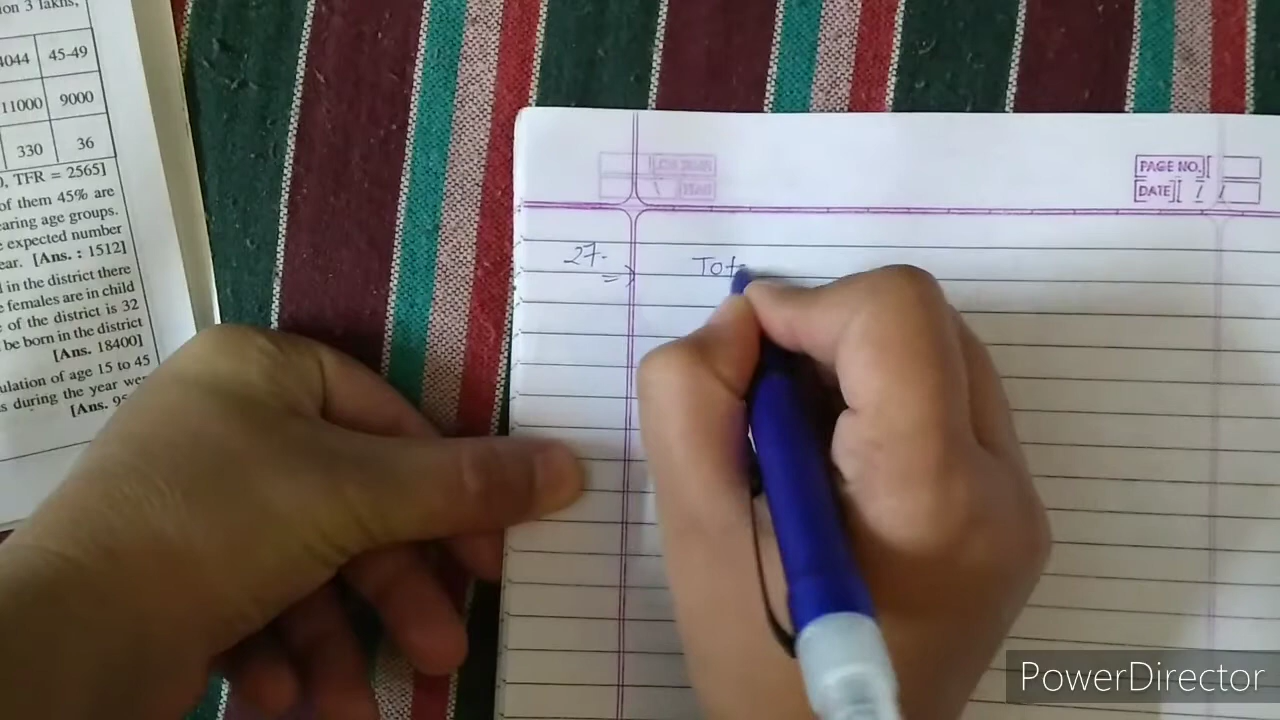 on 3 lakhs,
4044 45-49
11000 9000
330 36
, TFR = 2565]
of them 45% are
earing age groups.
expected number
ear. [Ans. : 1512]
in the district there
females are in child
of the district is 32
be born in the district
[Ans. 18400]
ulation of age 15 to 45
s during the year we
[Ans.
PAGE NO.
DATE / /
27.
=>
Tot
PowerDirector